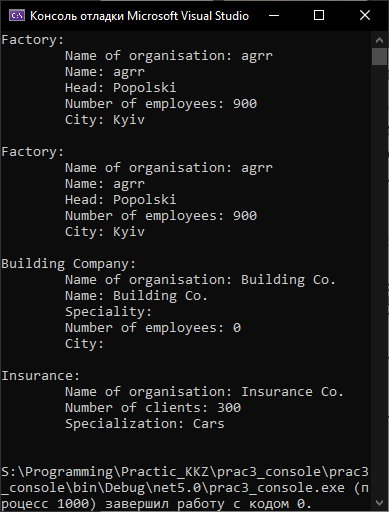 Консоль отладки Microsoft Visual Studio
Factory:
Name of organisation: agrr
Name: agrr
Head: Popolski
Number of employees: 900
City: Kyiv
Factory:
Name of organisation: agrr
Name: agrr
Head: Popolski
Number of employees: 900
City: Kyiv
Building Company:
Name of organisation: Building Co.
Name: Building Co.
Speciality:
Number of employees: 0
City:
Insurance:
Name of organisation: Insurance Co.
Number of clients: 300
Specialization: Cars
S:\Programming\Practic_KKZ\prac3_console\prac3
_console\bin\Debug\net5.0\prac3_console.exe (п
роцесс 1000) завершил работу с кодом 0.